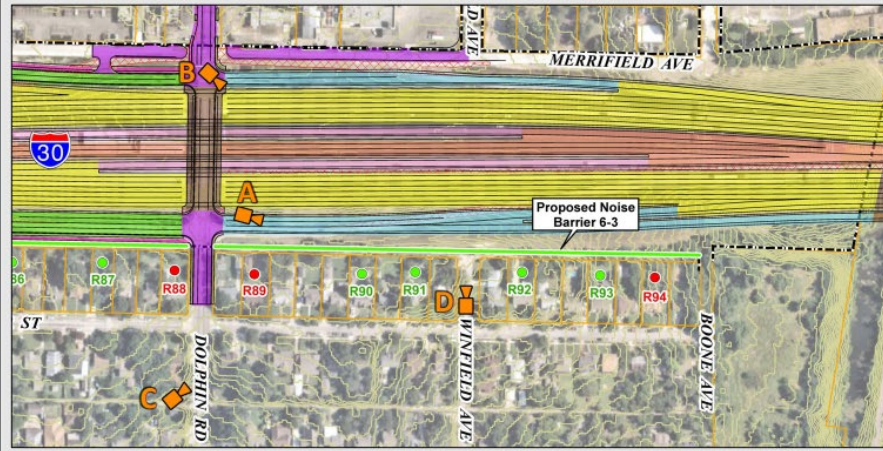 D AVE
MERRIFIELD AVE
B
30
A
Proposed Noise
Barrier 6-3
86
R87
R88
R89
R90
R91
R92
R93
R94
D
ST
DOLPHIN RD
WINFIELD AVE
BOONE AVE
C